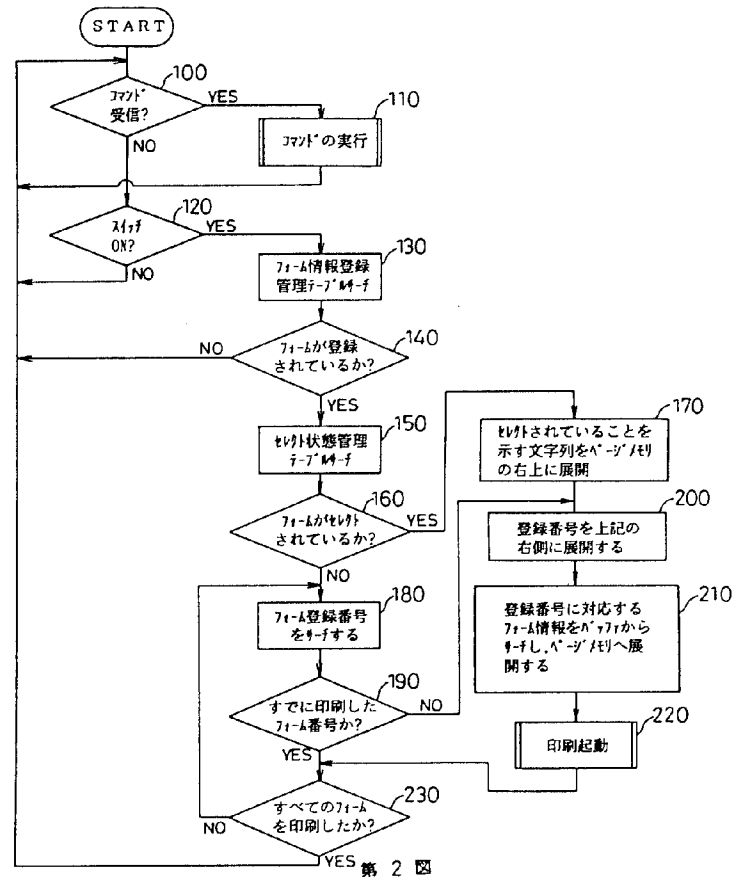 START
100
コマンド
受信?
YES
110
コマンドの実行
NO
120
スイッチ
ON?
YES
130
フォーム情報登録
管理テーブルサーチ
NO
140
フォームが登録
されているか?
NO
YES
150
セレクト状態管理
テーブルサーチ
170
セレクトされていることを
示す文字列をページメモリ
の右上に展開
160
フォームがセレクト
されているか?
YES
200
登録番号を上記の
右側に展開する
NO
180
フォーム登録番号
をサーチする
210
登録番号に対応する
フォーム情報をバッファから
サーチし、ページメモリへ展
開する
190
すでに印刷した
フォーム番号か?
NO
220
印刷起動
YES
230
すべてのフォーム
を印刷したか?
NO
YES
第 2 図